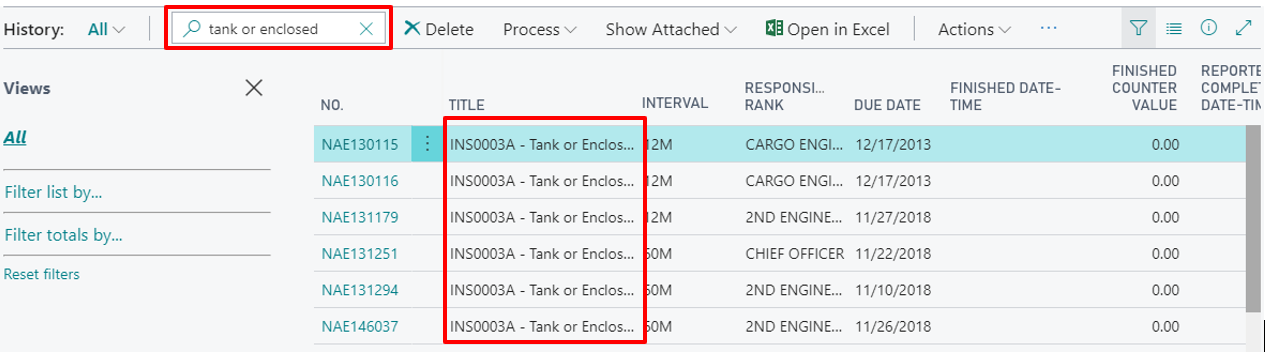 History: All tank or enclosed Delete Process Show Attached Open in Excel Actions ...
Views
All
Filter list by...
Filter totals by...
Reset filters
NO. TITLE INTERVAL RESPONSI... RANK DUE DATE FINISHED DATE-TIME FINISHED COUNTER VALUE REPORTE COMPLET DATE-TIM
NAE130115 INS0003A - Tank or Enclos... 12M CARGO ENGI... 12/17/2013 0.00
NAE130116 INS0003A - Tank or Enclos... 12M CARGO ENGI... 12/17/2013 0.00
NAE131179 INS0003A - Tank or Enclos... 12M 2ND ENGINE... 11/27/2018 0.00
NAE131251 INS0003A - Tank or Enclos... 60M CHIEF OFFICER 11/22/2018 0.00
NAE131294 INS0003A - Tank or Enclos... 60M 2ND ENGINE... 11/10/2018 0.00
NAE146037 INS0003A - Tank or Enclos... 60M 2ND ENGINE... 11/26/2018 0.00